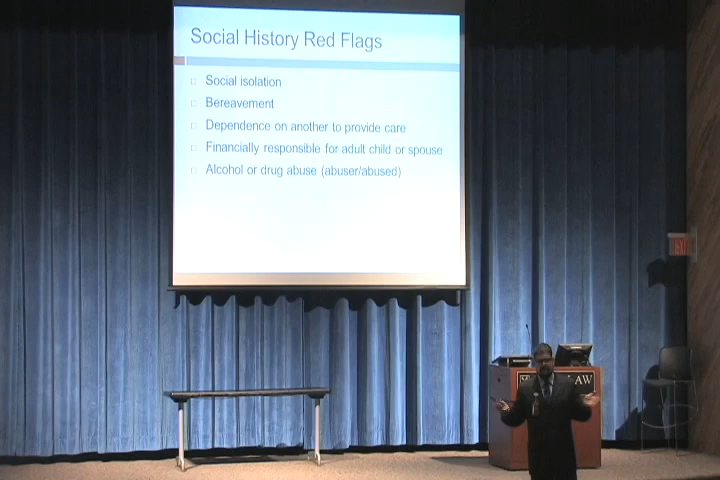 Social History Red Flags
Social isolation
Bereavement
Dependence on another to provide care
Financially responsible for adult child or spouse
Alcohol or drug abuse (abuser/abused)
LAW